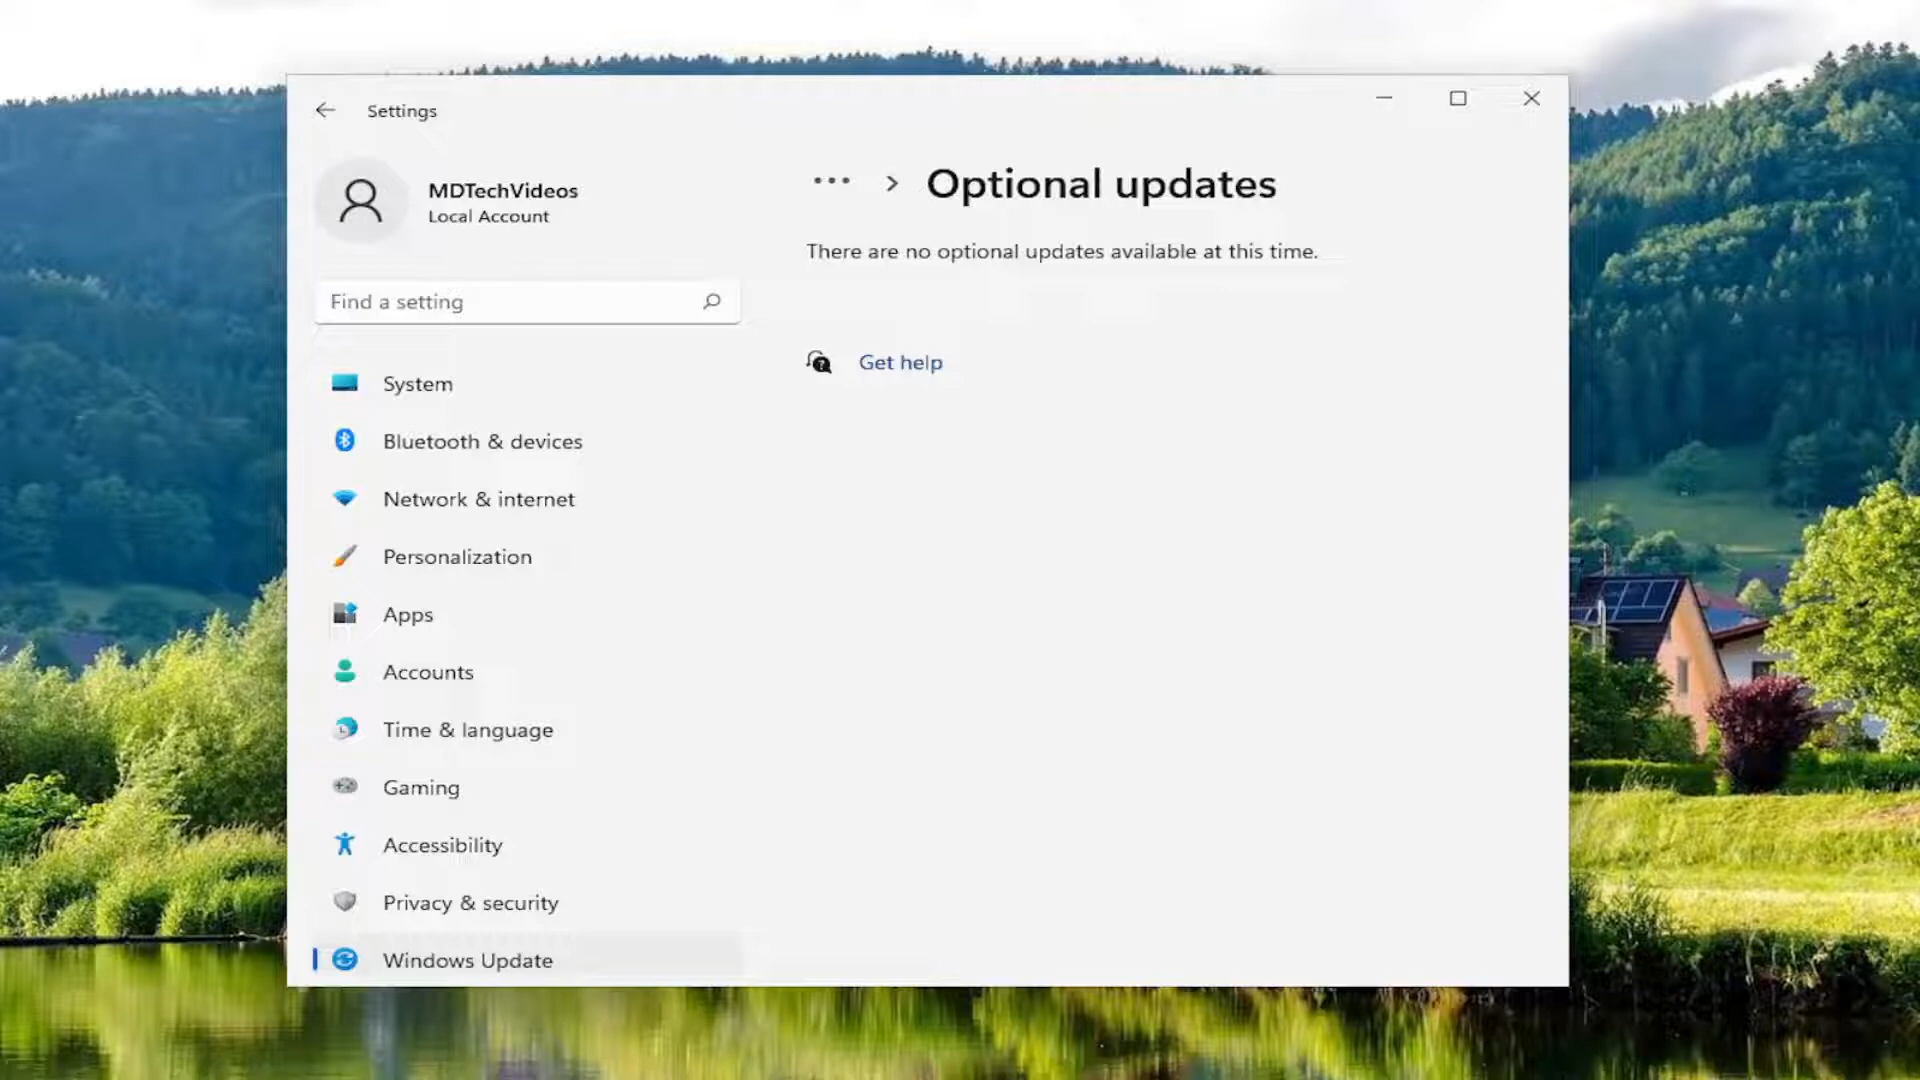 Settings
MDTechVideos
Local Account
Find a setting
System
Bluetooth & devices
Network & internet
Personalization
Apps
Accounts
Time & language
Gaming
Accessibility
Privacy & security
Windows Update
··· > Optional updates
There are no optional updates available at this time.
Get help